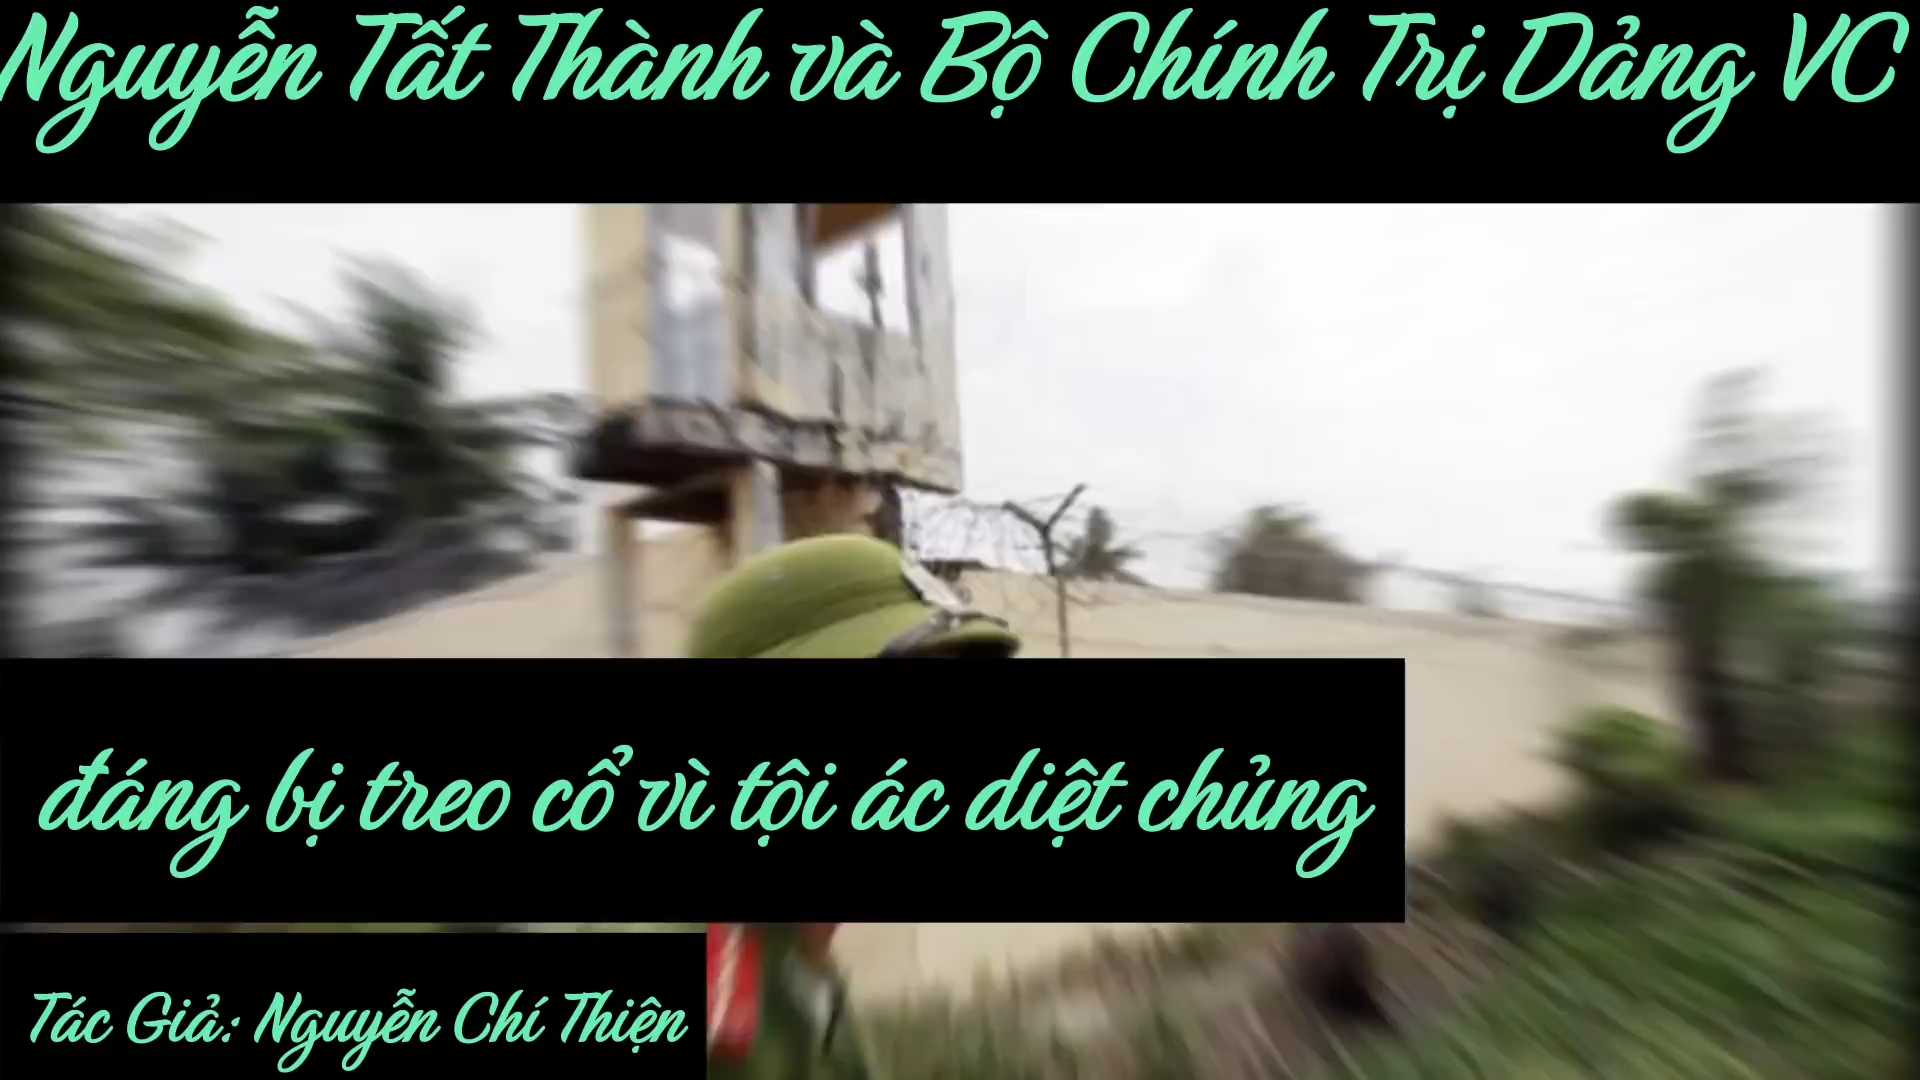 Nguyễn Tất Thành và Bộ Chính Trị Dảng VC
đáng bị treo cổ vì tội ác diệt chủng
Tác Giả: Nguyễn Chí Thiện